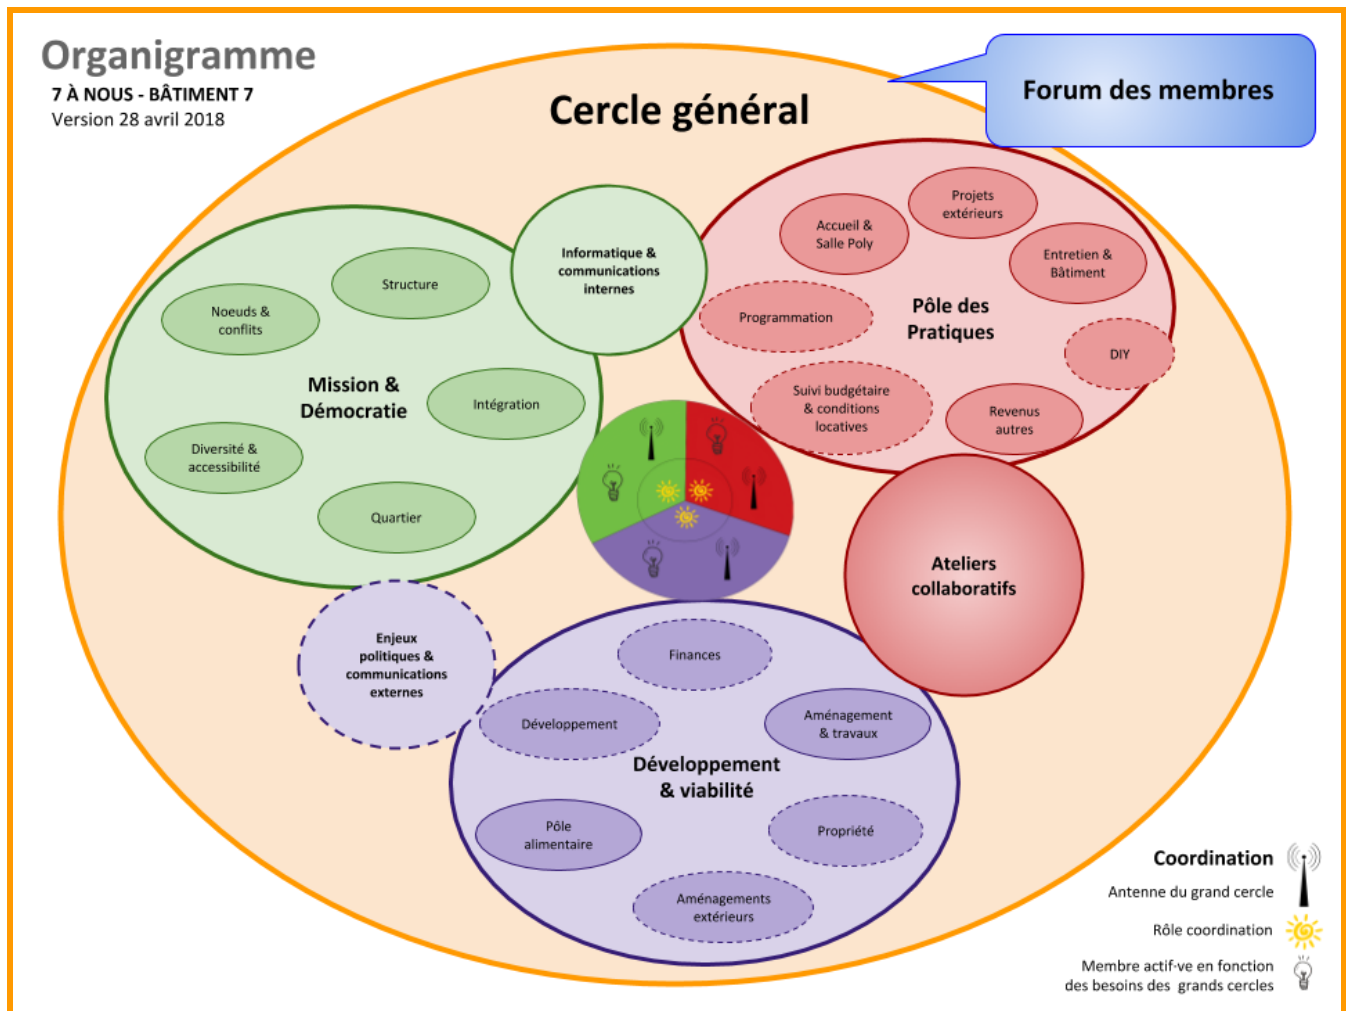 Organigramme
7 À NOUS - BÂTIMENT 7
Version 28 avril 2018
Forum des membres
Cercle général
Informatique &
communications
internes
Mission &
Démocratie
Structure
Noeuds &
conflits
Intégration
Diversité &
accessibilité
Quartier
Pôle des
Pratiques
Projets
extérieurs
Accueil &
Salle Poly
Entretien &
Bâtiment
Programmation
DIY
Suivi budgétaire
& conditions
locatives
Revenus
autres
Ateliers
collaboratifs
Enjeux
politiques &
communications
externes
Développement
& viabilité
Finances
Développement
Aménagement
& travaux
Pôle
alimentaire
Propriété
Aménagements
extérieurs
Coordination
Antenne du grand cercle
Rôle coordination
Membre actif-ve en fonction
des besoins des grands cercles